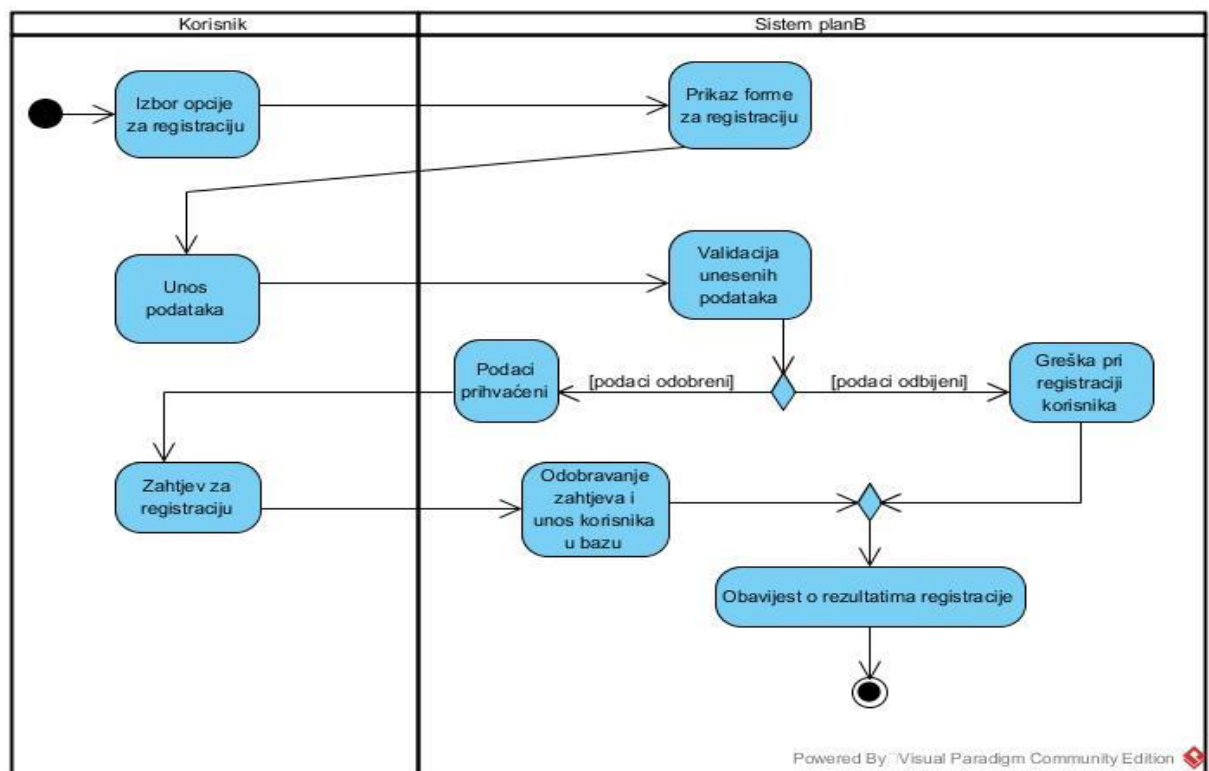 Korisnik
Sistem planB
Izbor opcije
za registraciju
Prikaz forme
za registraciju
Unos
podataka
Validacija
unesenih
podataka
Podaci
prihvaćeni
[podaci odobreni]
[podaci odbijeni]
Greška pri
registraciji
korisnika
Zahtjev za
registraciju
Odobravanje
zahtjeva i
unos korisnika
u bazu
Obavijest o rezultatima registracije
Powered By Visual Paradigm Community Edition